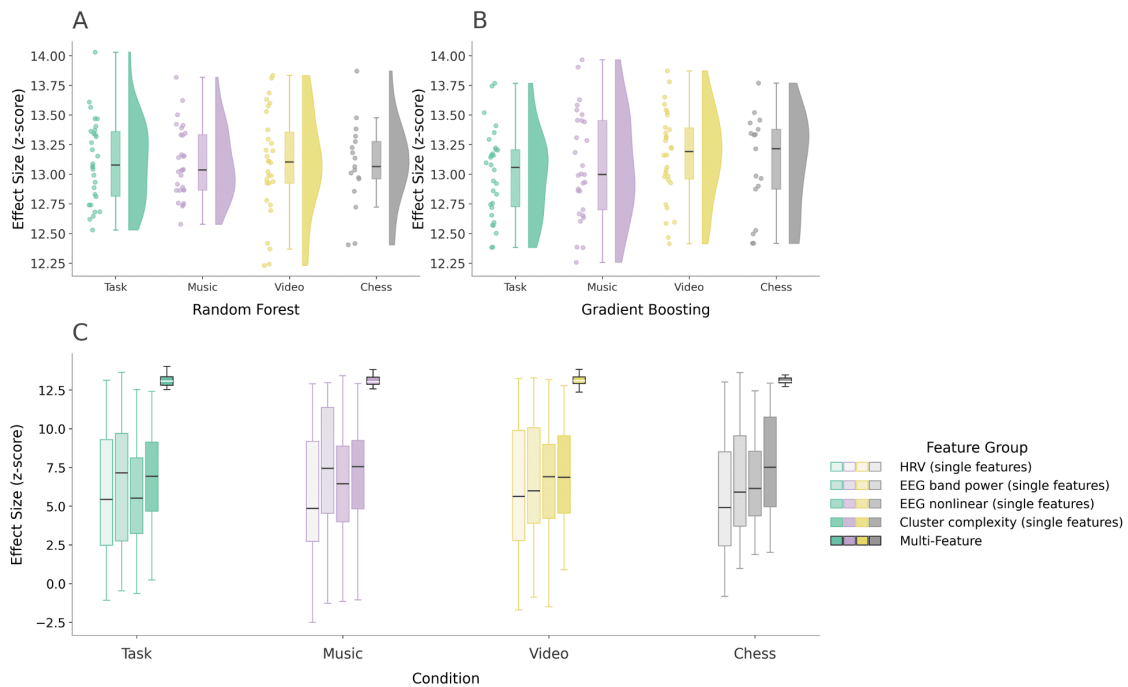 A
Effect Size (z-score)
14.00
13.75
13.50
13.25
13.00
12.75
12.50
12.25
Task Music Video Chess
Random Forest
B
Effect Size (z-score)
14.00
13.75
13.50
13.25
13.00
12.75
12.50
12.25
Task Music Video Chess
Gradient Boosting
C
Effect Size (z-score)
12.5
10.0
7.5
5.0
2.5
0.0
−2.5
Task Music Video Chess
Condition
Feature Group
HRV (single features)
EEG band power (single features)
EEG nonlinear (single features)
Cluster complexity (single features)
Multi-Feature